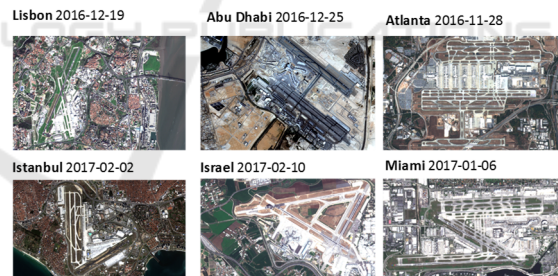 Lisbon 2016-12-19
Abu Dhabi 2016-12-25
Atlanta 2016-11-28
Istanbul 2017-02-02
Israel 2017-02-10
Miami 2017-01-06